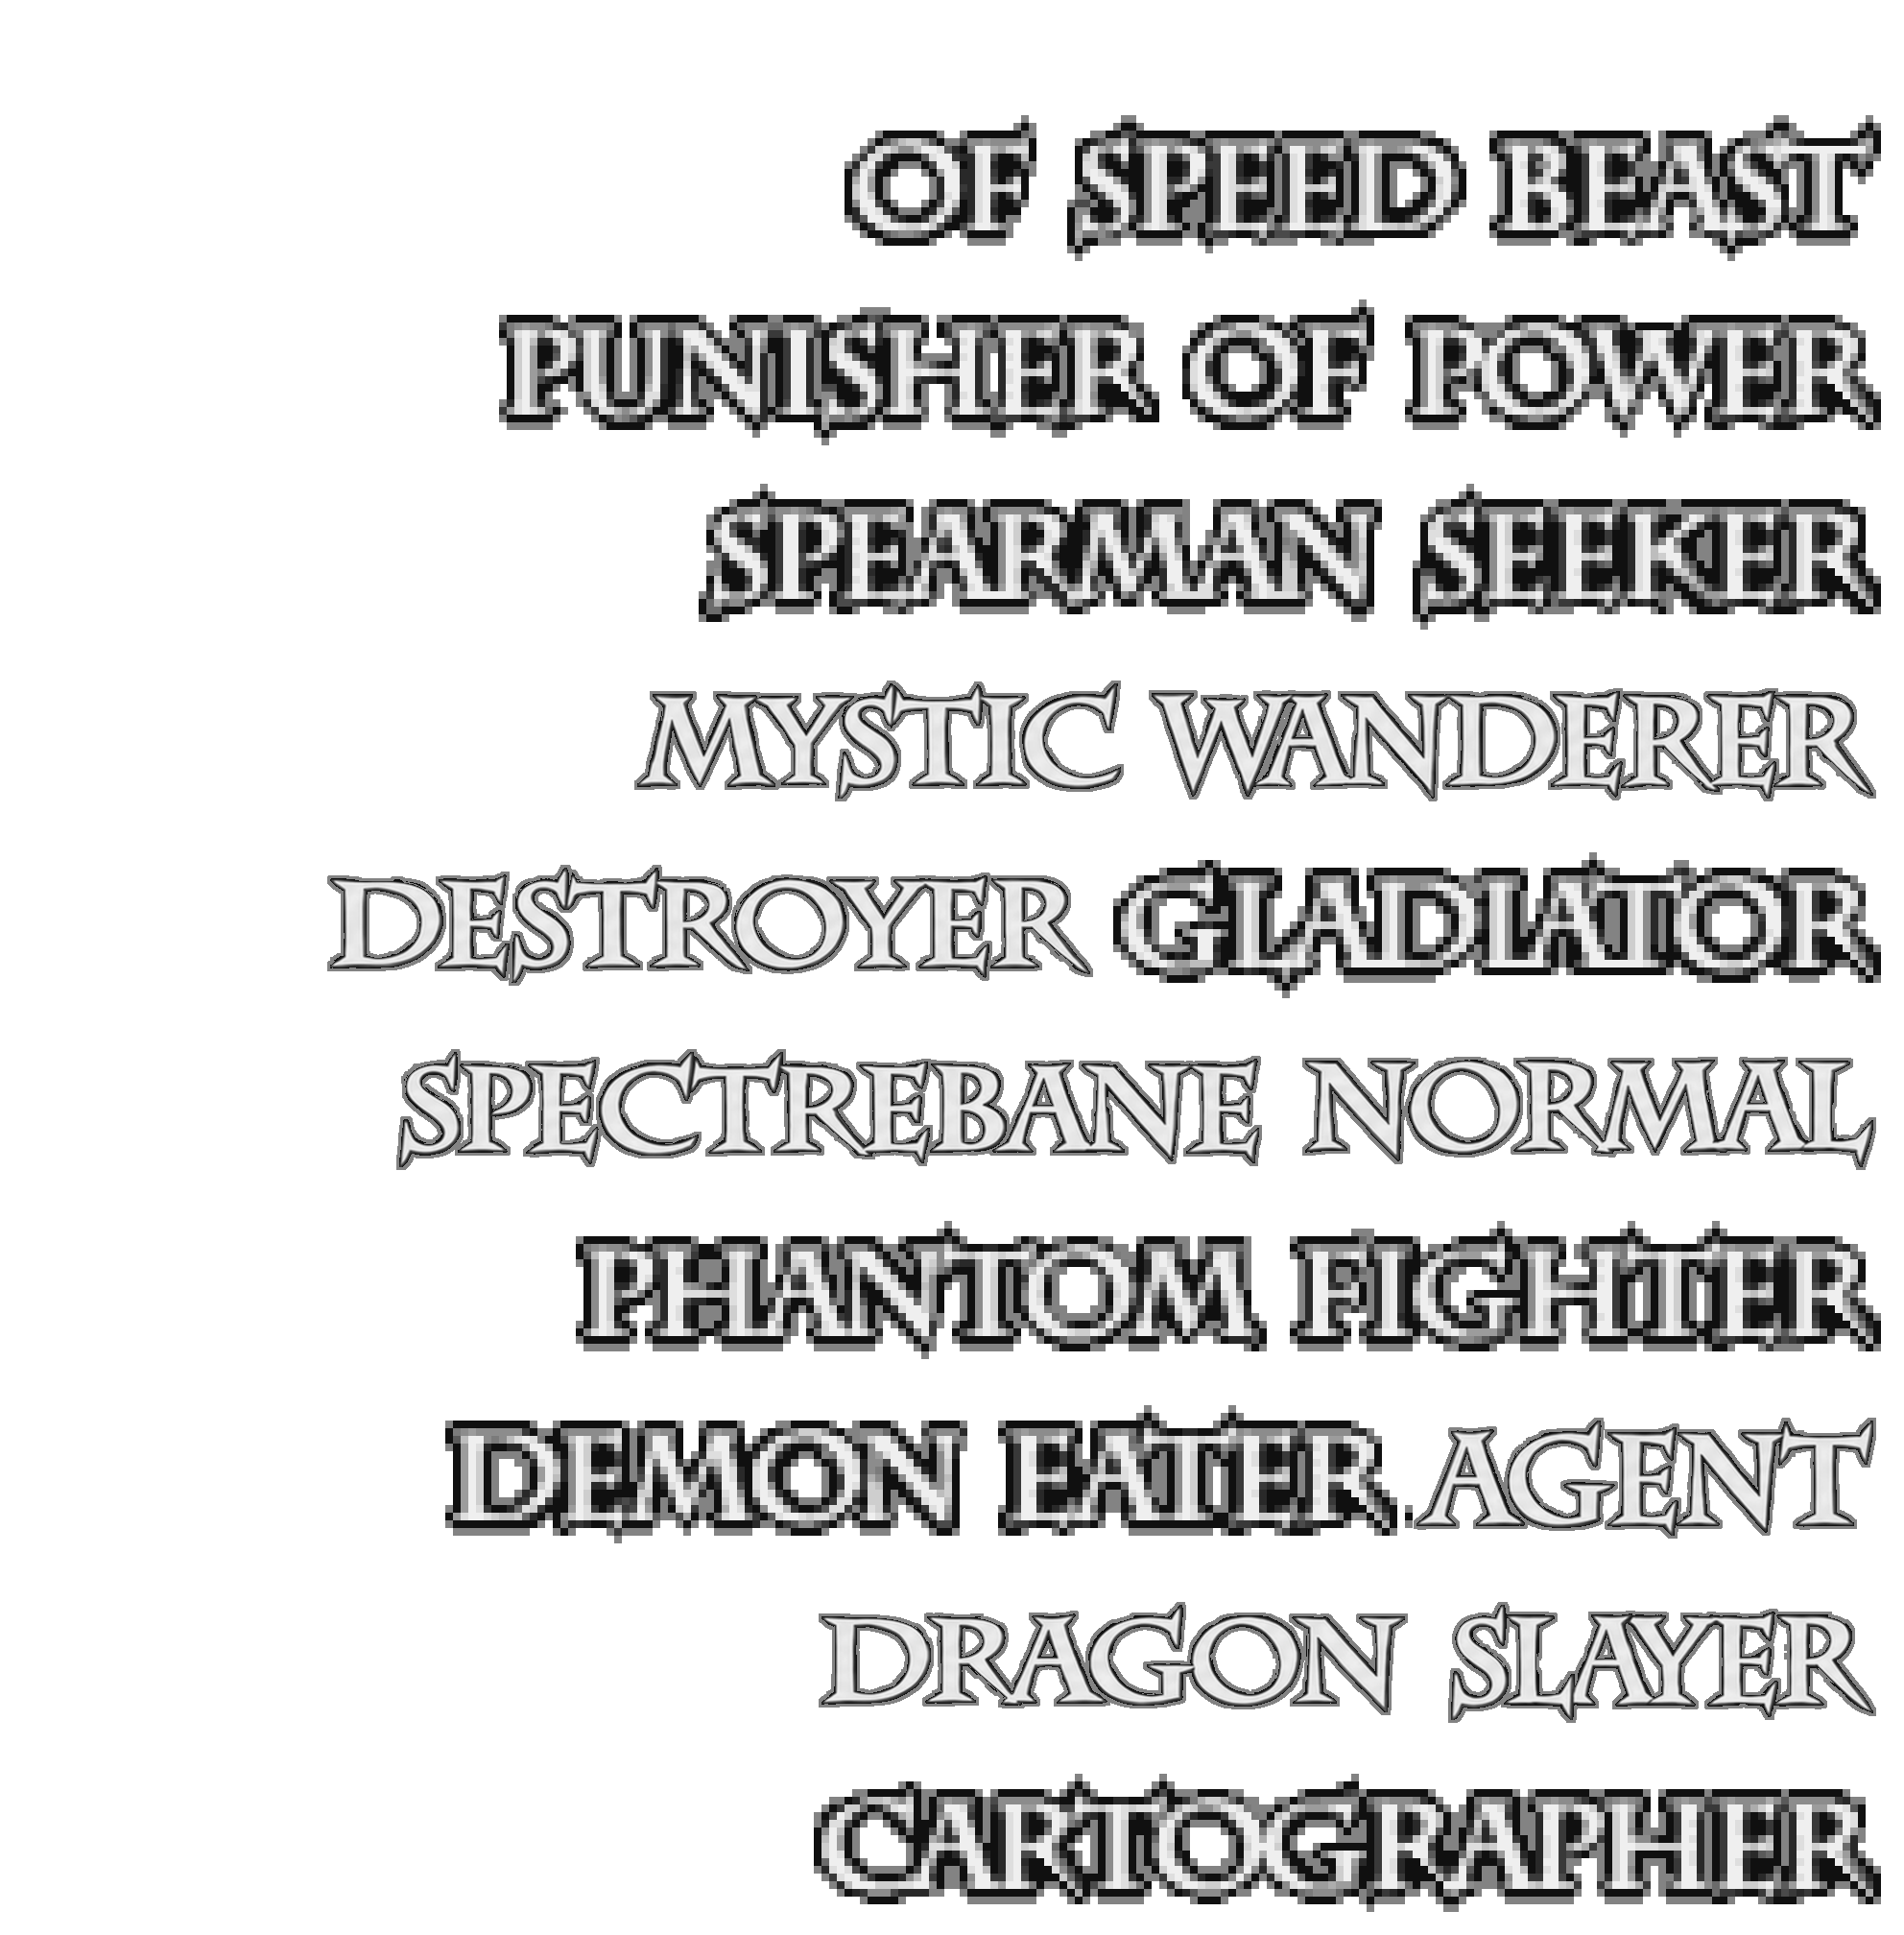 OF SPEED BEAST
PUNISHER OF POWER
SPEARMAN SEEKER
MYSTIC WANDERER
DESTROYER GLADIATOR
SPECTREBANE NORMAL
PHANTOM FIGHTER
DEMON EATER AGENT
DRAGON SLAYER
CARTOGRAPHER